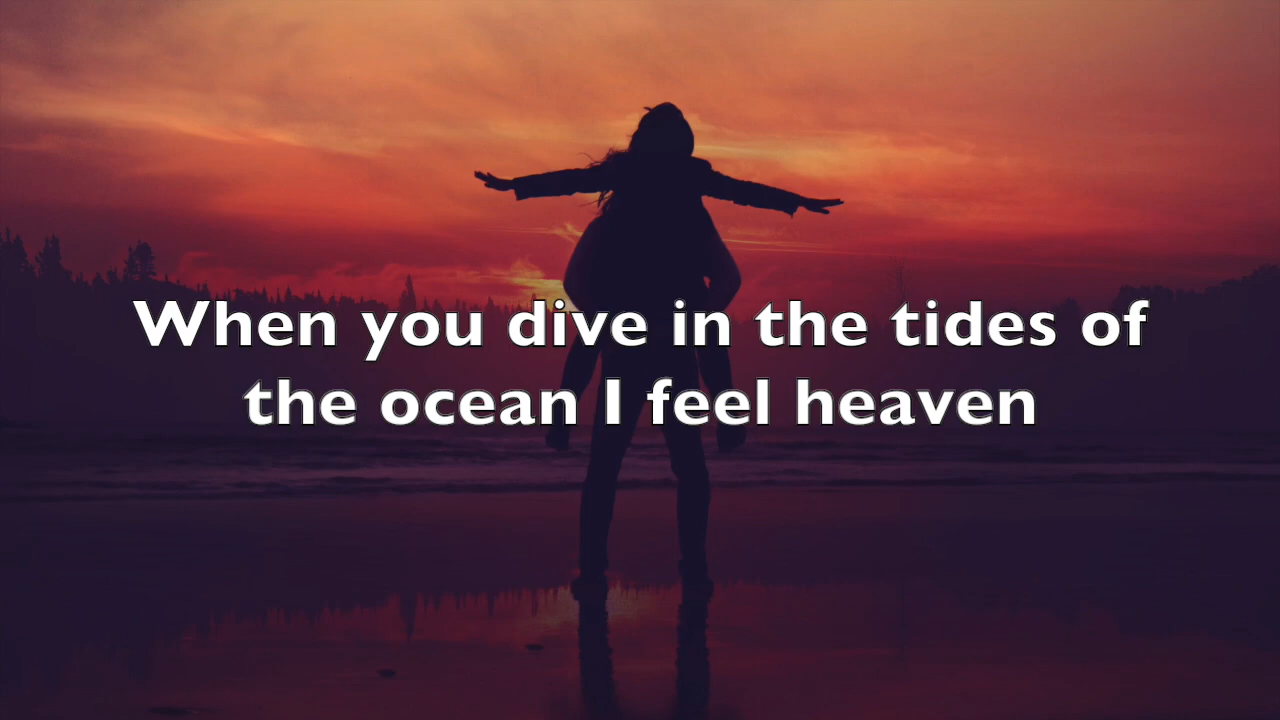 When you dive in the tides of
the ocean I feel heaven